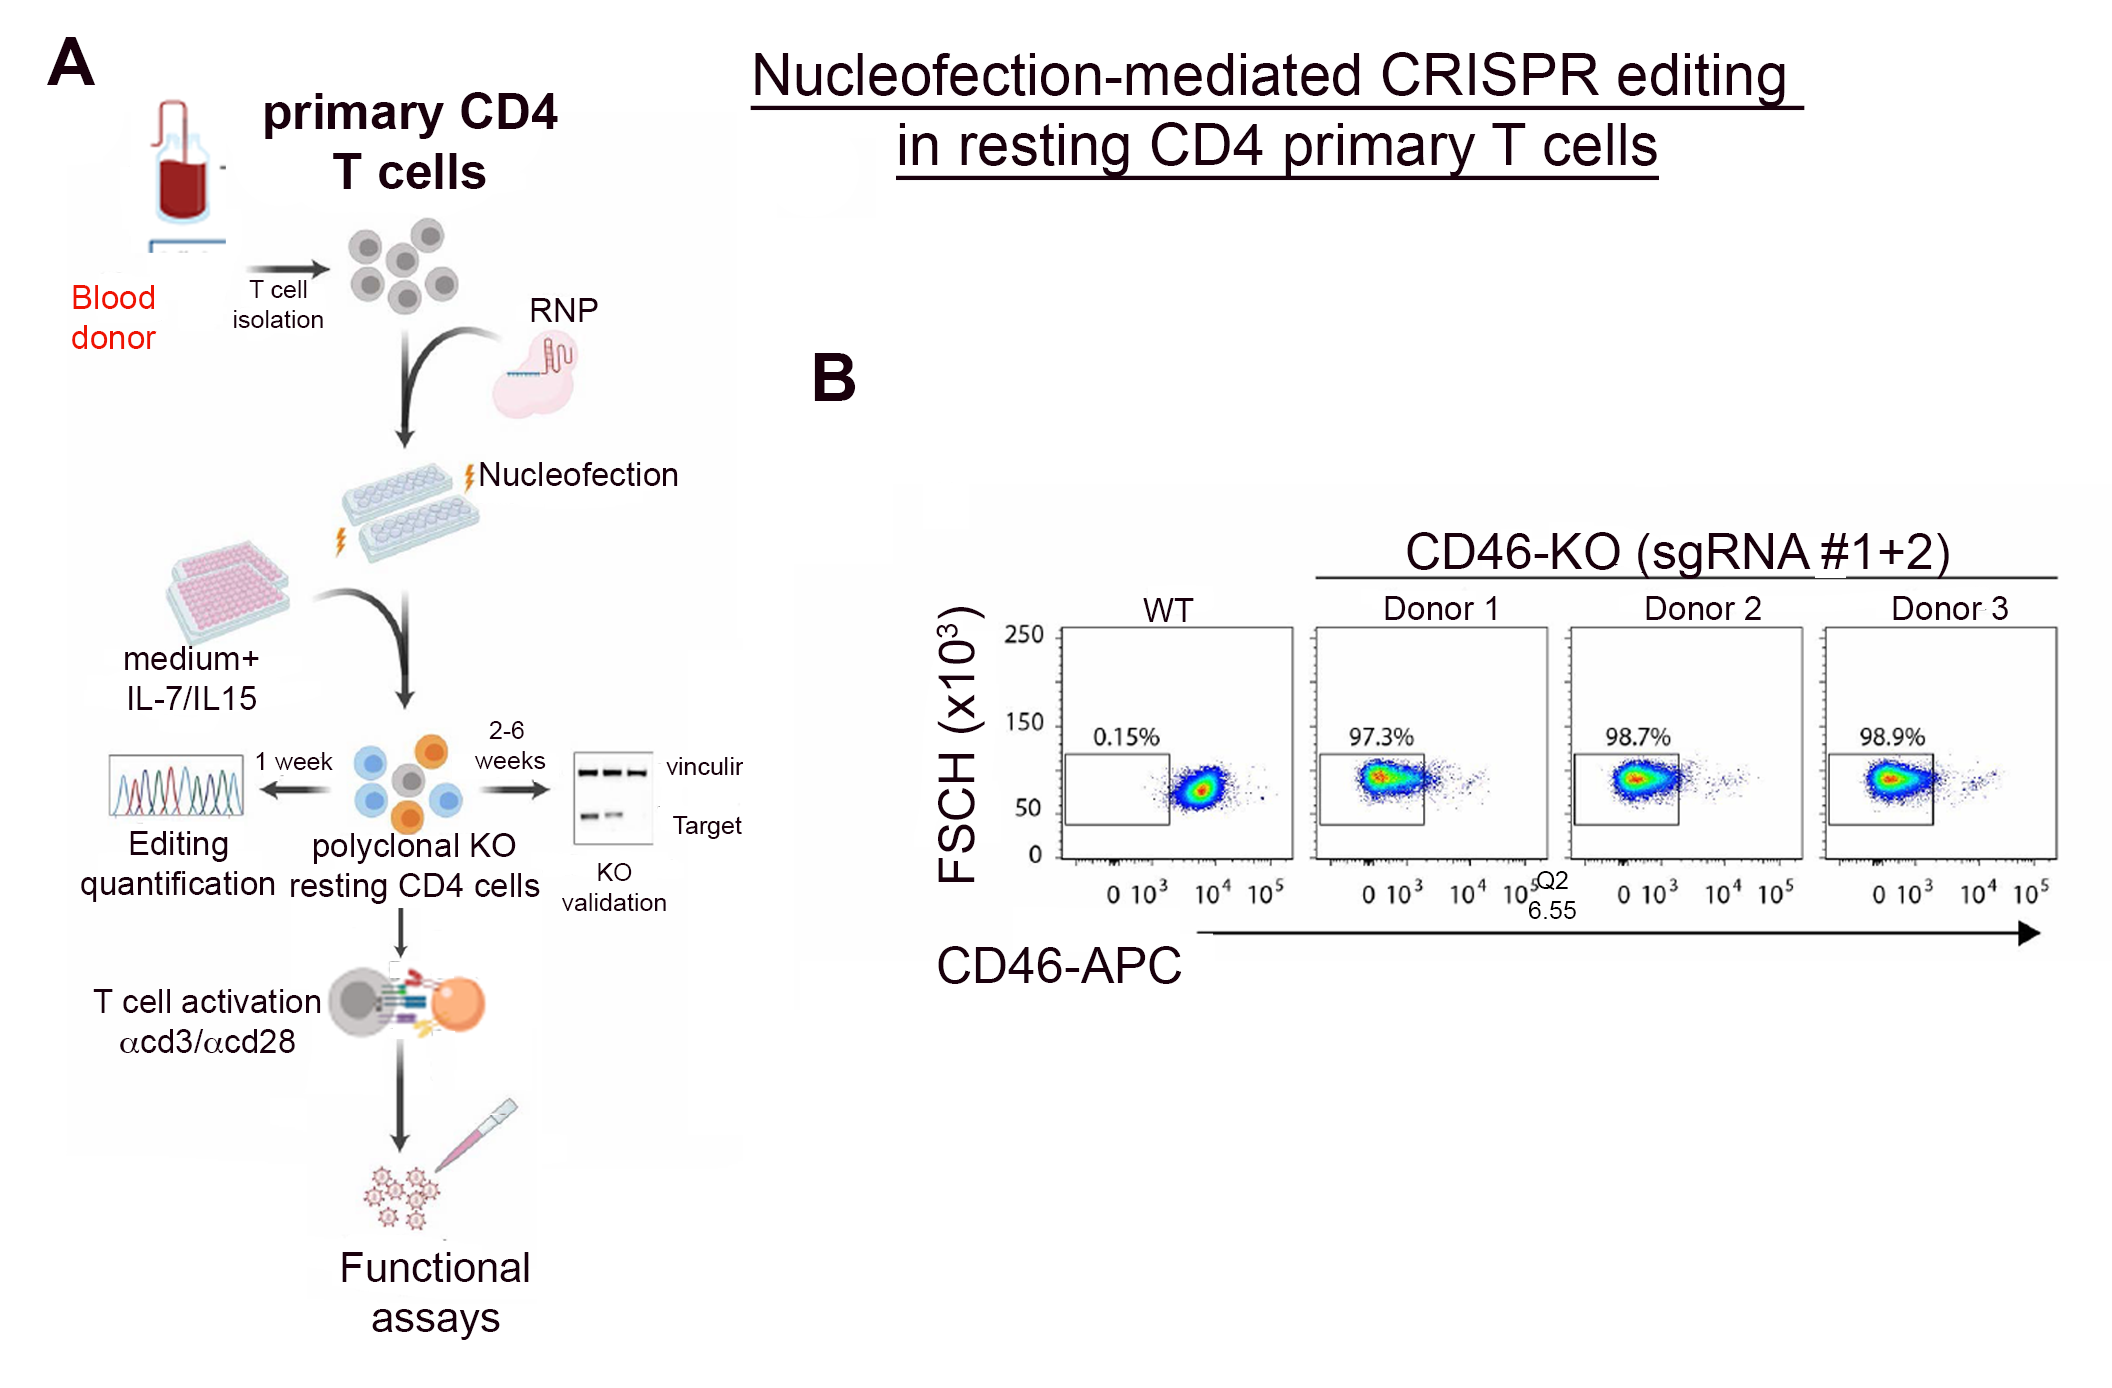 A
primary CD4
T cells
Nucleofection-mediated CRISPR editing
in resting CD4 primary T cells
Blood
donor
T cell
isolation
RNP
Nucleofection
medium+
IL-7/IL15
1 week
2-6
weeks
vinculir
Target
Editing
quantification
polyclonal KO
resting CD4 cells
KO
validation
T cell activation
αcd3/αcd28
Functional
assays
B
CD46-KO (sgRNA #1+2)
WT
Donor 1
Donor 2
Donor 3
FSCH (x10³)
250
150
50
0
0.15%
97.3%
98.7%
98.9%
0 10³ 10⁴ 10⁵
0 10³ 10⁴ 10⁵
0 10³ 10⁴ 10⁵
0 10³ 10⁴ 10⁵
Q2
6.55
CD46-APC